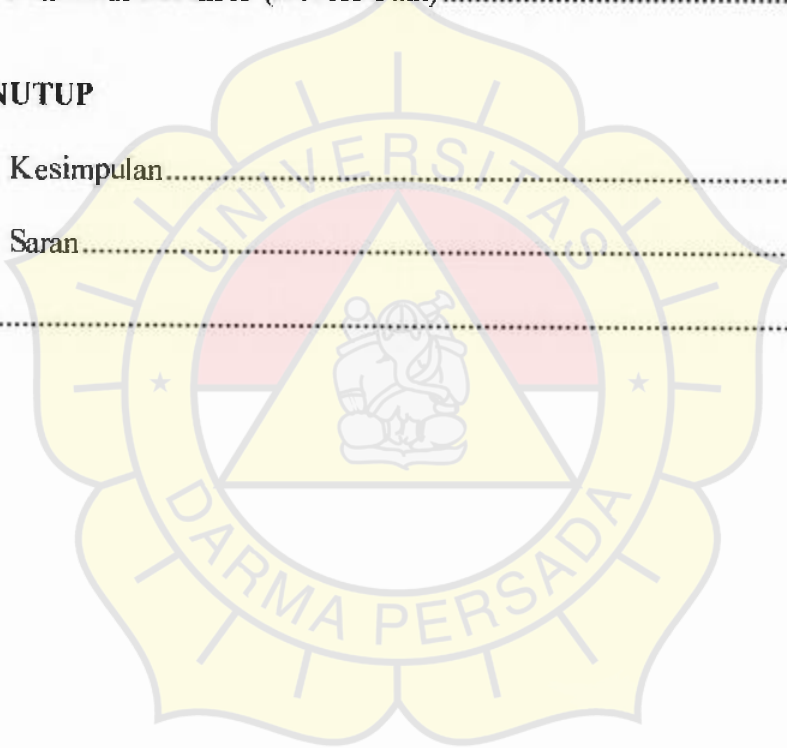 NUTUP
Kesimpulan........................................................
Saran........................................................
........................................................
UNIVERSITAS
DARMA PERSADA